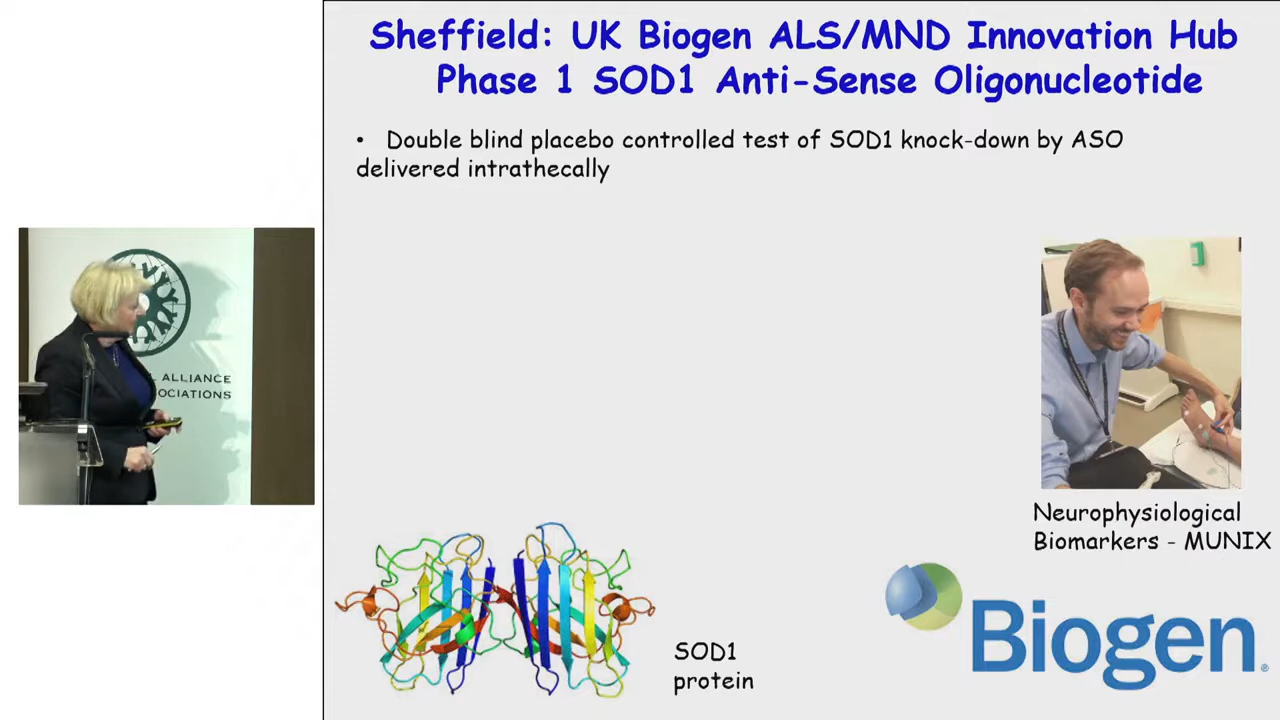 Sheffield: UK Biogen ALS/MND Innovation Hub
Phase 1 SOD1 Anti-Sense Oligonucleotide
• Double blind placebo controlled test of SOD1 knock-down by ASO
delivered intrathecally
ALLIANCE
OCIATIONS
Neurophysiological
Biomarkers - MUNIX
SOD1
protein
Biogen®